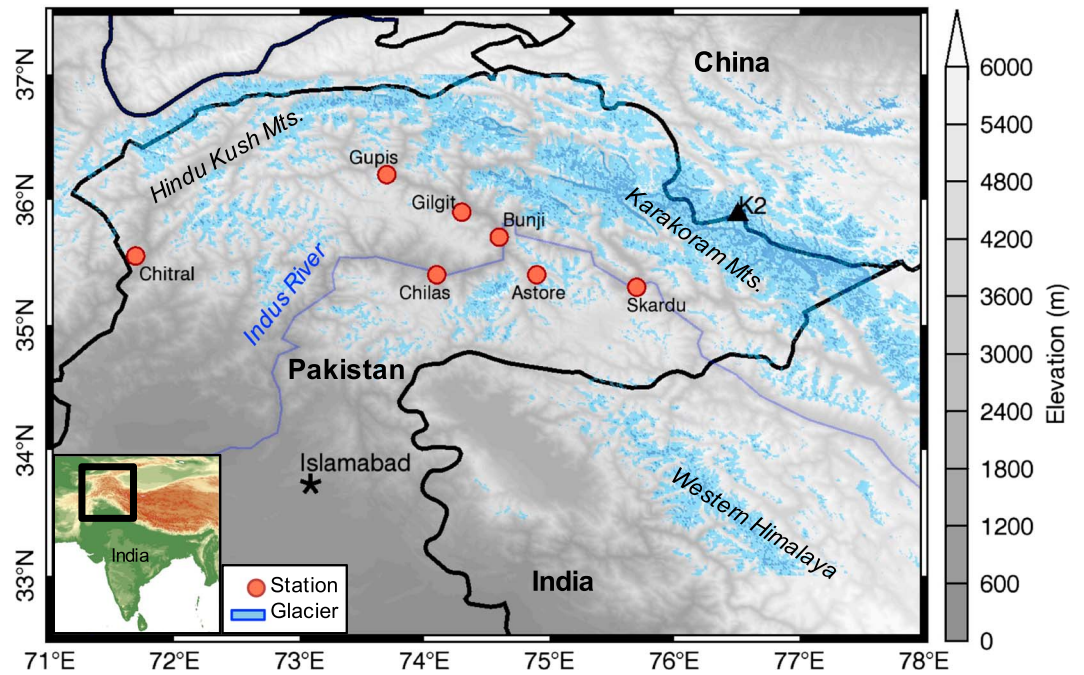 China
37°N
6000
5400
Hindu Kush Mts.
Gupis
4800
36°N
Gilgit
K2
Bunji
Karakoram Mts.
4200
Chitral
Indus River
Chilas
Astore
Skardu
3600
35°N
Elevation (m)
Pakistan
3000
2400
34°N
Islamabad
1800
Western Himalaya
1200
India
33°N
India
Station
600
Glacier
0
71°E
72°E
73°E
74°E
75°E
76°E
77°E
78°E